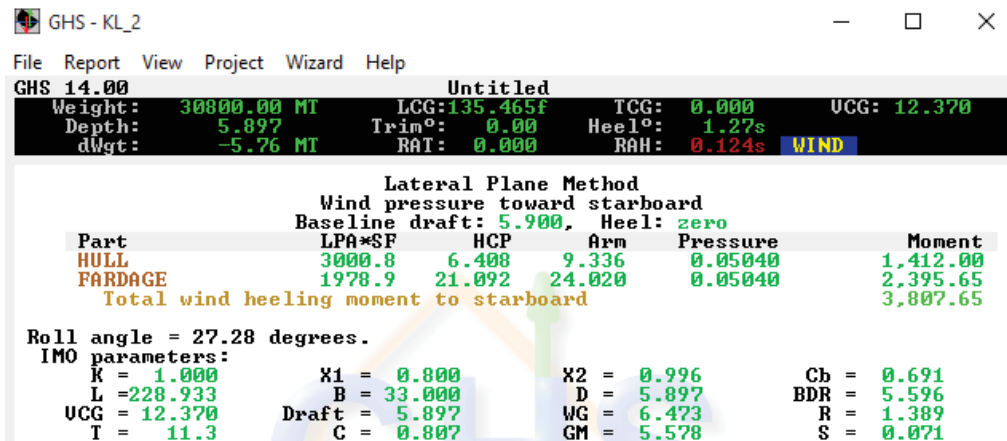 GHS - KL_2
File Report View Project Wizard Help
GHS 14.00 Untitled
Weight: 30800.00 MT LCG:135.465f TCG: 0.000 VCG: 12.370
Depth: 5.897 Trimº: 0.00 Heelº: 1.27s
dWgt: -5.76 MT RAT: 0.000 RAH: 0.124s WIND
Lateral Plane Method
Wind pressure toward starboard
Baseline draft: 5.900, Heel: zero
Part LPA*SF HCP Arm Pressure Moment
HULL 3000.8 6.408 9.336 0.05040 1,412.00
FARDAGE 1978.9 21.092 24.020 0.05040 2,395.65
Total wind heeling moment to starboard 3,807.65
Roll angle = 27.28 degrees.
IMO parameters:
K = 1.000 X1 = 0.800 X2 = 0.996 Cb = 0.691
L =228.933 B = 33.000 D = 5.897 BDR = 5.596
VCG = 12.370 Draft = 5.897 WG = 6.473 R = 1.389
T = 11.3 C = 0.807 GM = 5.578 S = 0.071